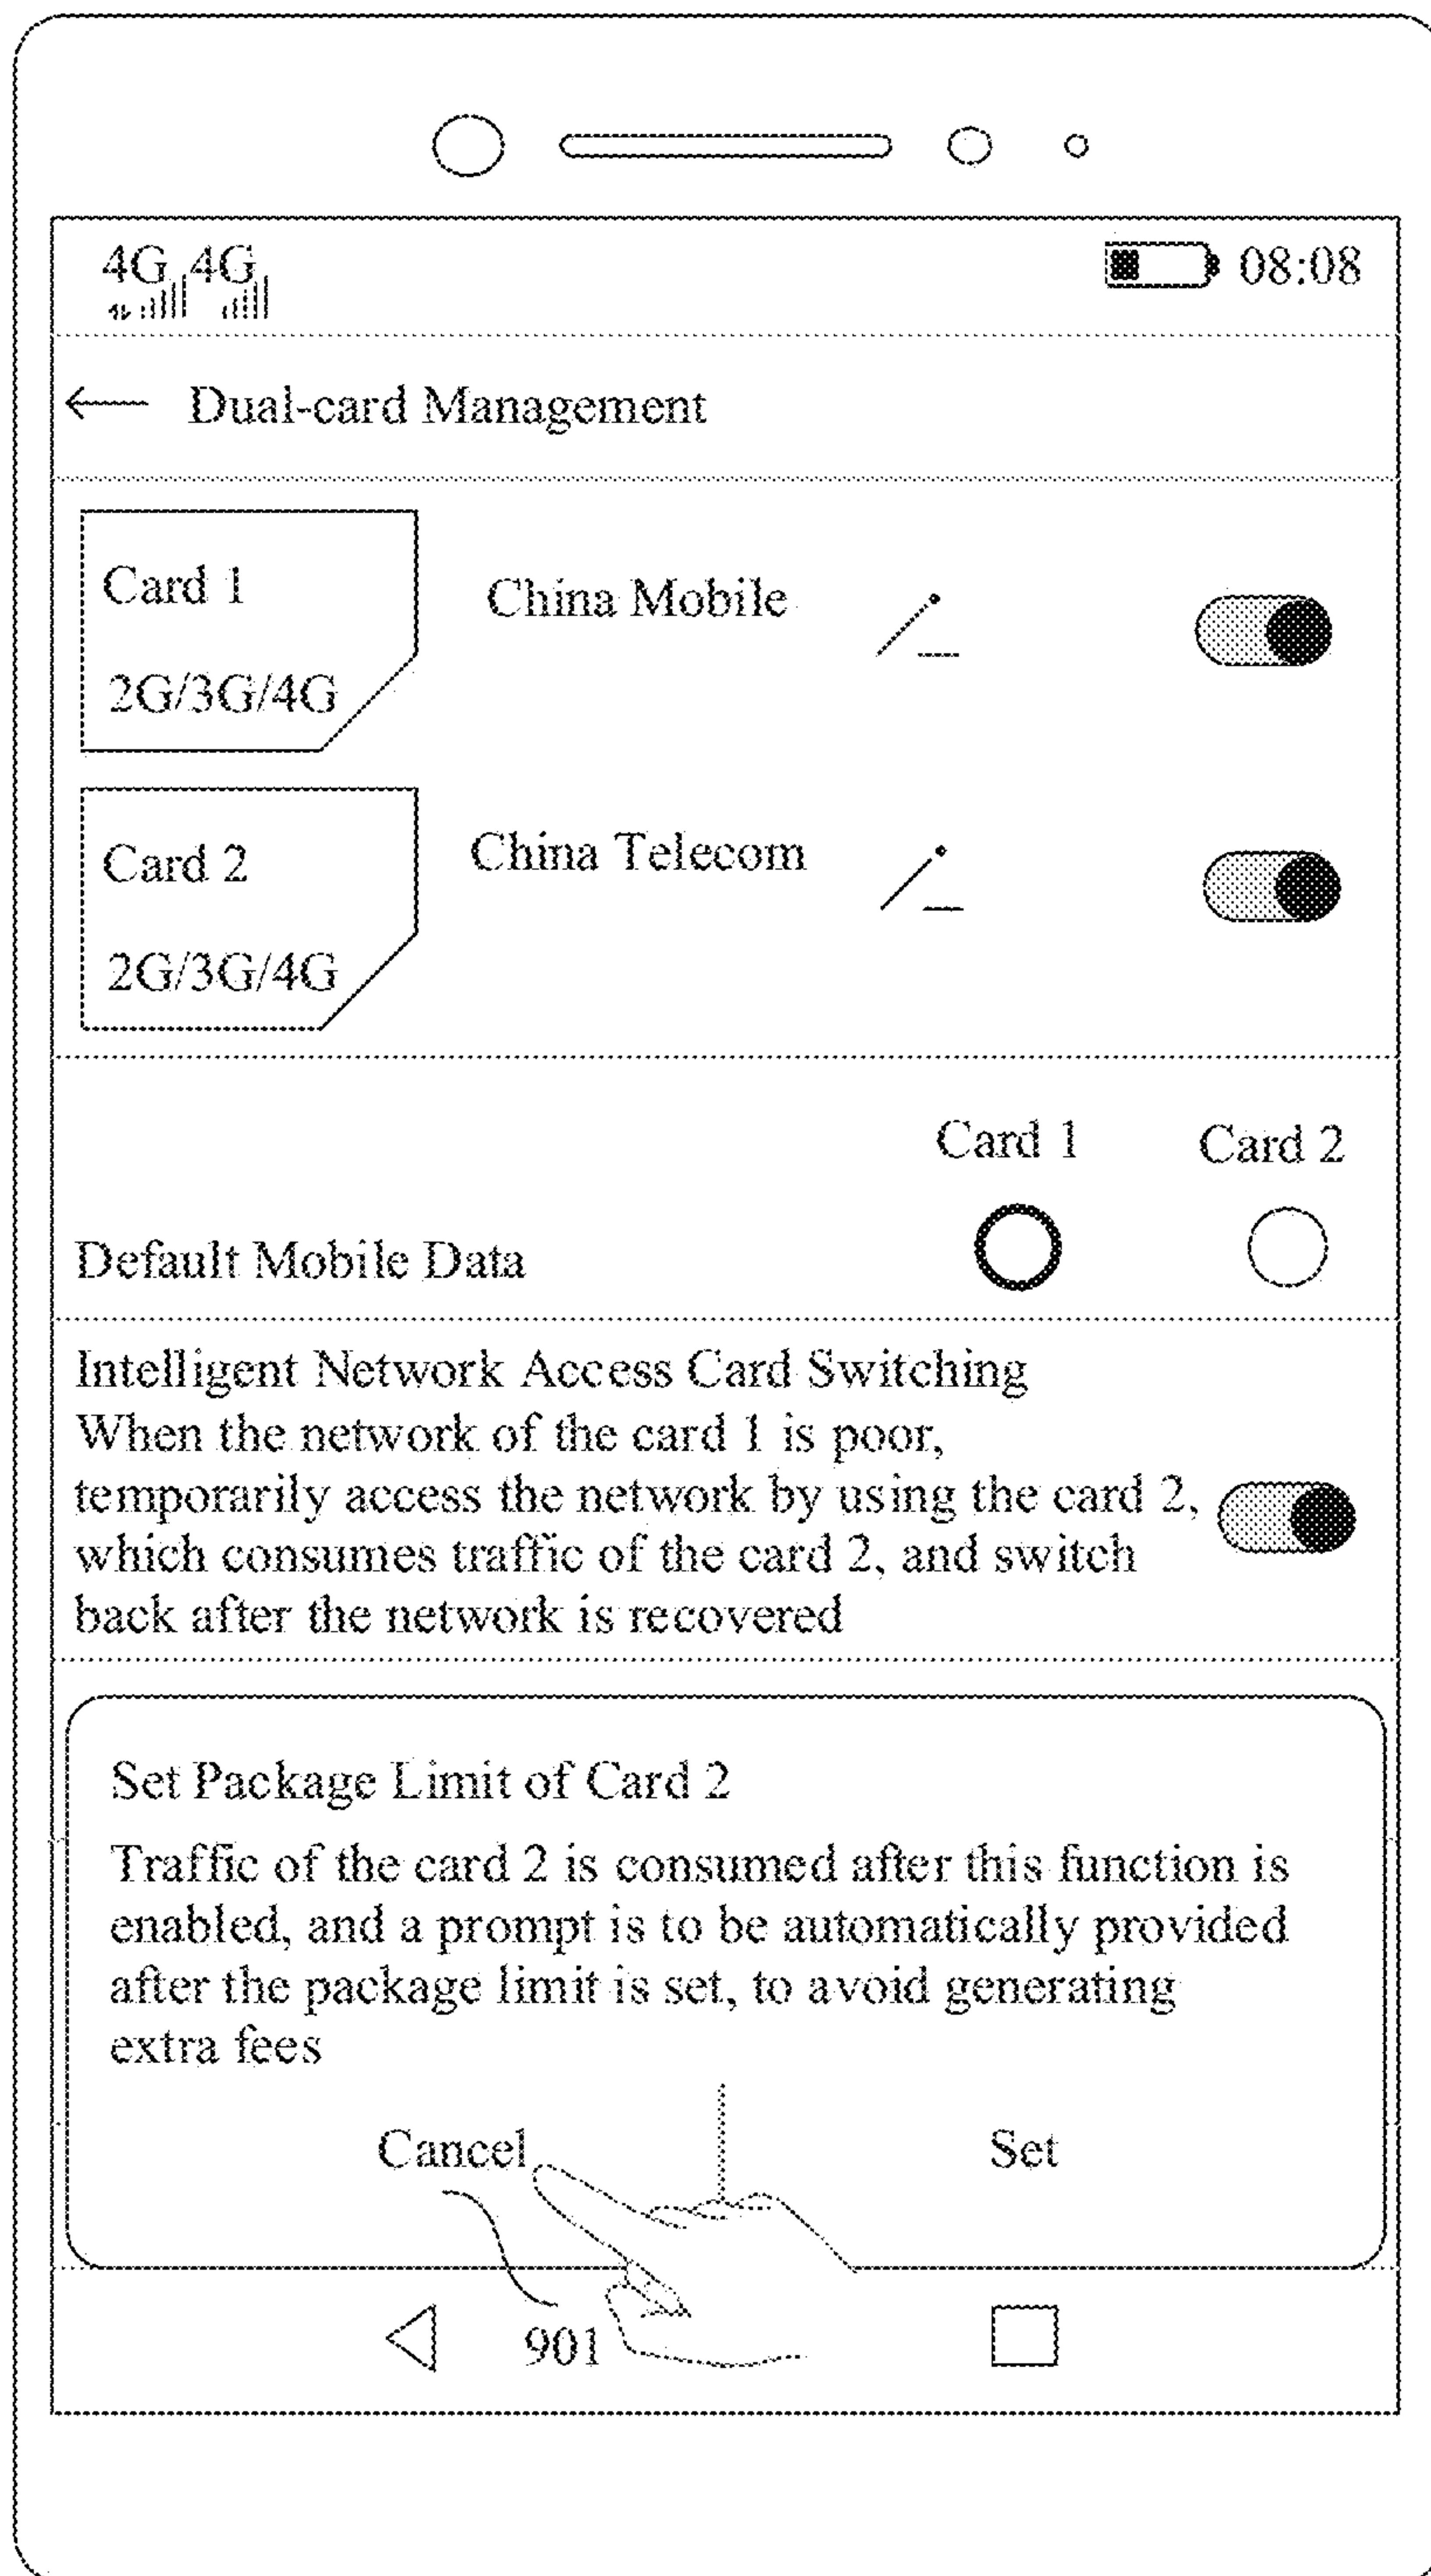 4G 4G 08:08
Dual-card Management
Card 1
China Mobile
2G/3G/4G
Card 2
China Telecom
2G/3G/4G
Card 1 Card 2
Default Mobile Data
Intelligent Network Access Card Switching
When the network of the card 1 is poor,
temporarily access the network by using the card 2,
which consumes traffic of the card 2, and switch
back after the network is recovered
Set Package Limit of Card 2
Traffic of the card 2 is consumed after this function is
enabled, and a prompt is to be automatically provided
after the package limit is set, to avoid generating
extra fees
Cancel Set
901